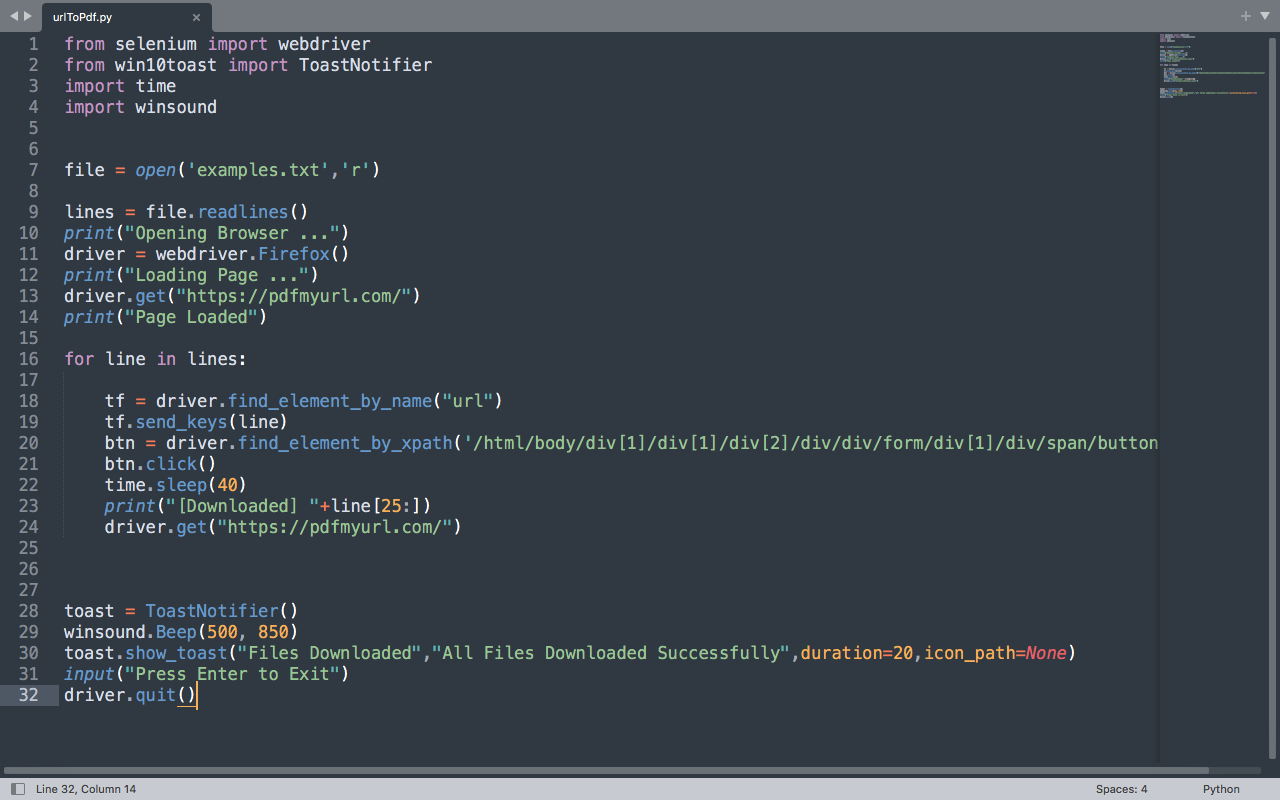 urlToPdf.py ×
1 from selenium import webdriver
2 from win10toast import ToastNotifier
3 import time
4 import winsound
5
6
7 file = open('examples.txt','r')
8
9 lines = file.readlines()
10 print("Opening Browser ...")
11 driver = webdriver.Firefox()
12 print("Loading Page ...")
13 driver.get("https://pdfmyurl.com/")
14 print("Page Loaded")
15
16 for line in lines:
17
18     tf = driver.find_element_by_name("url")
19     tf.send_keys(line)
20     btn = driver.find_element_by_xpath('/html/body/div[1]/div[1]/div[2]/div/div/form/div[1]/div/span/button
21     btn.click()
22     time.sleep(40)
23     print("[Downloaded] "+line[25:])
24     driver.get("https://pdfmyurl.com/")
25
26
27
28 toast = ToastNotifier()
29 winsound.Beep(500, 850)
30 toast.show_toast("Files Downloaded","All Files Downloaded Successfully",duration=20,icon_path=None)
31 input("Press Enter to Exit")
32 driver.quit()
Line 32, Column 14
Spaces: 4
Python